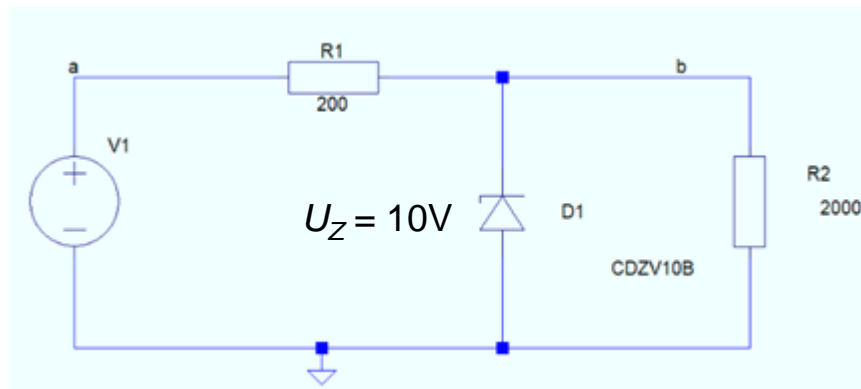 R1
a
b
200
V1
R2
2000
U_Z = 10V
D1
CDZV10B